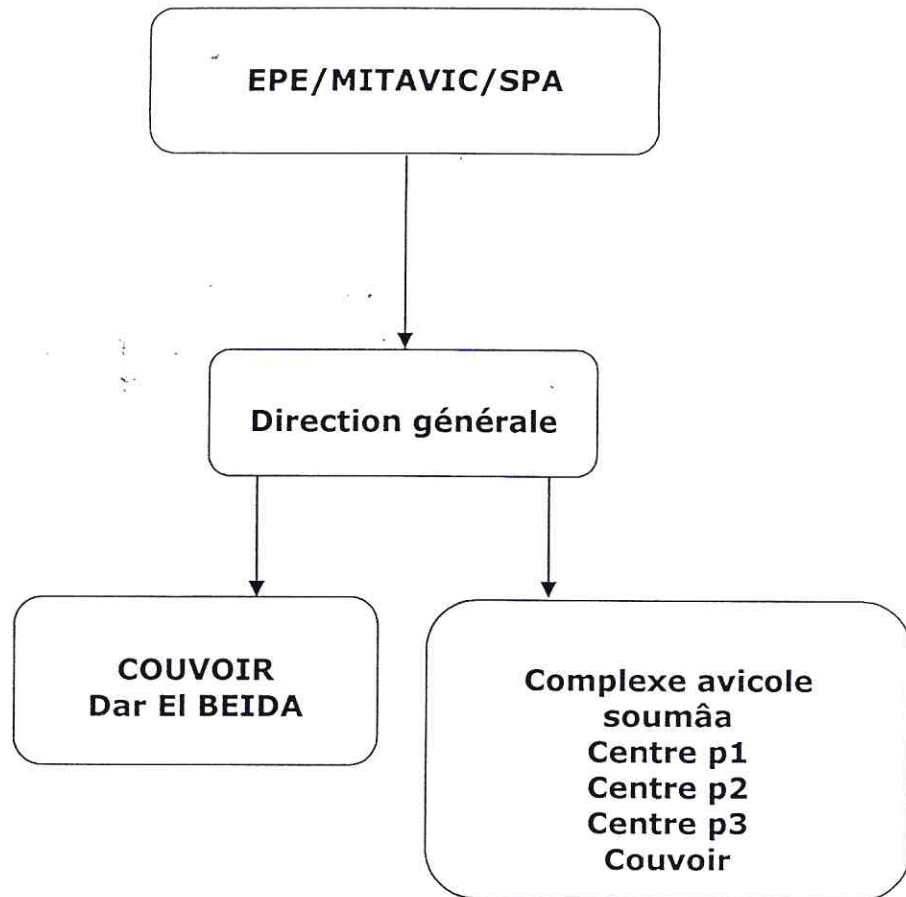 EPE/MITAVIC/SPA
Direction générale
COUVOIR
Dar El BEIDA
Complexe avicole
soumâa
Centre p1
Centre p2
Centre p3
Couvoir